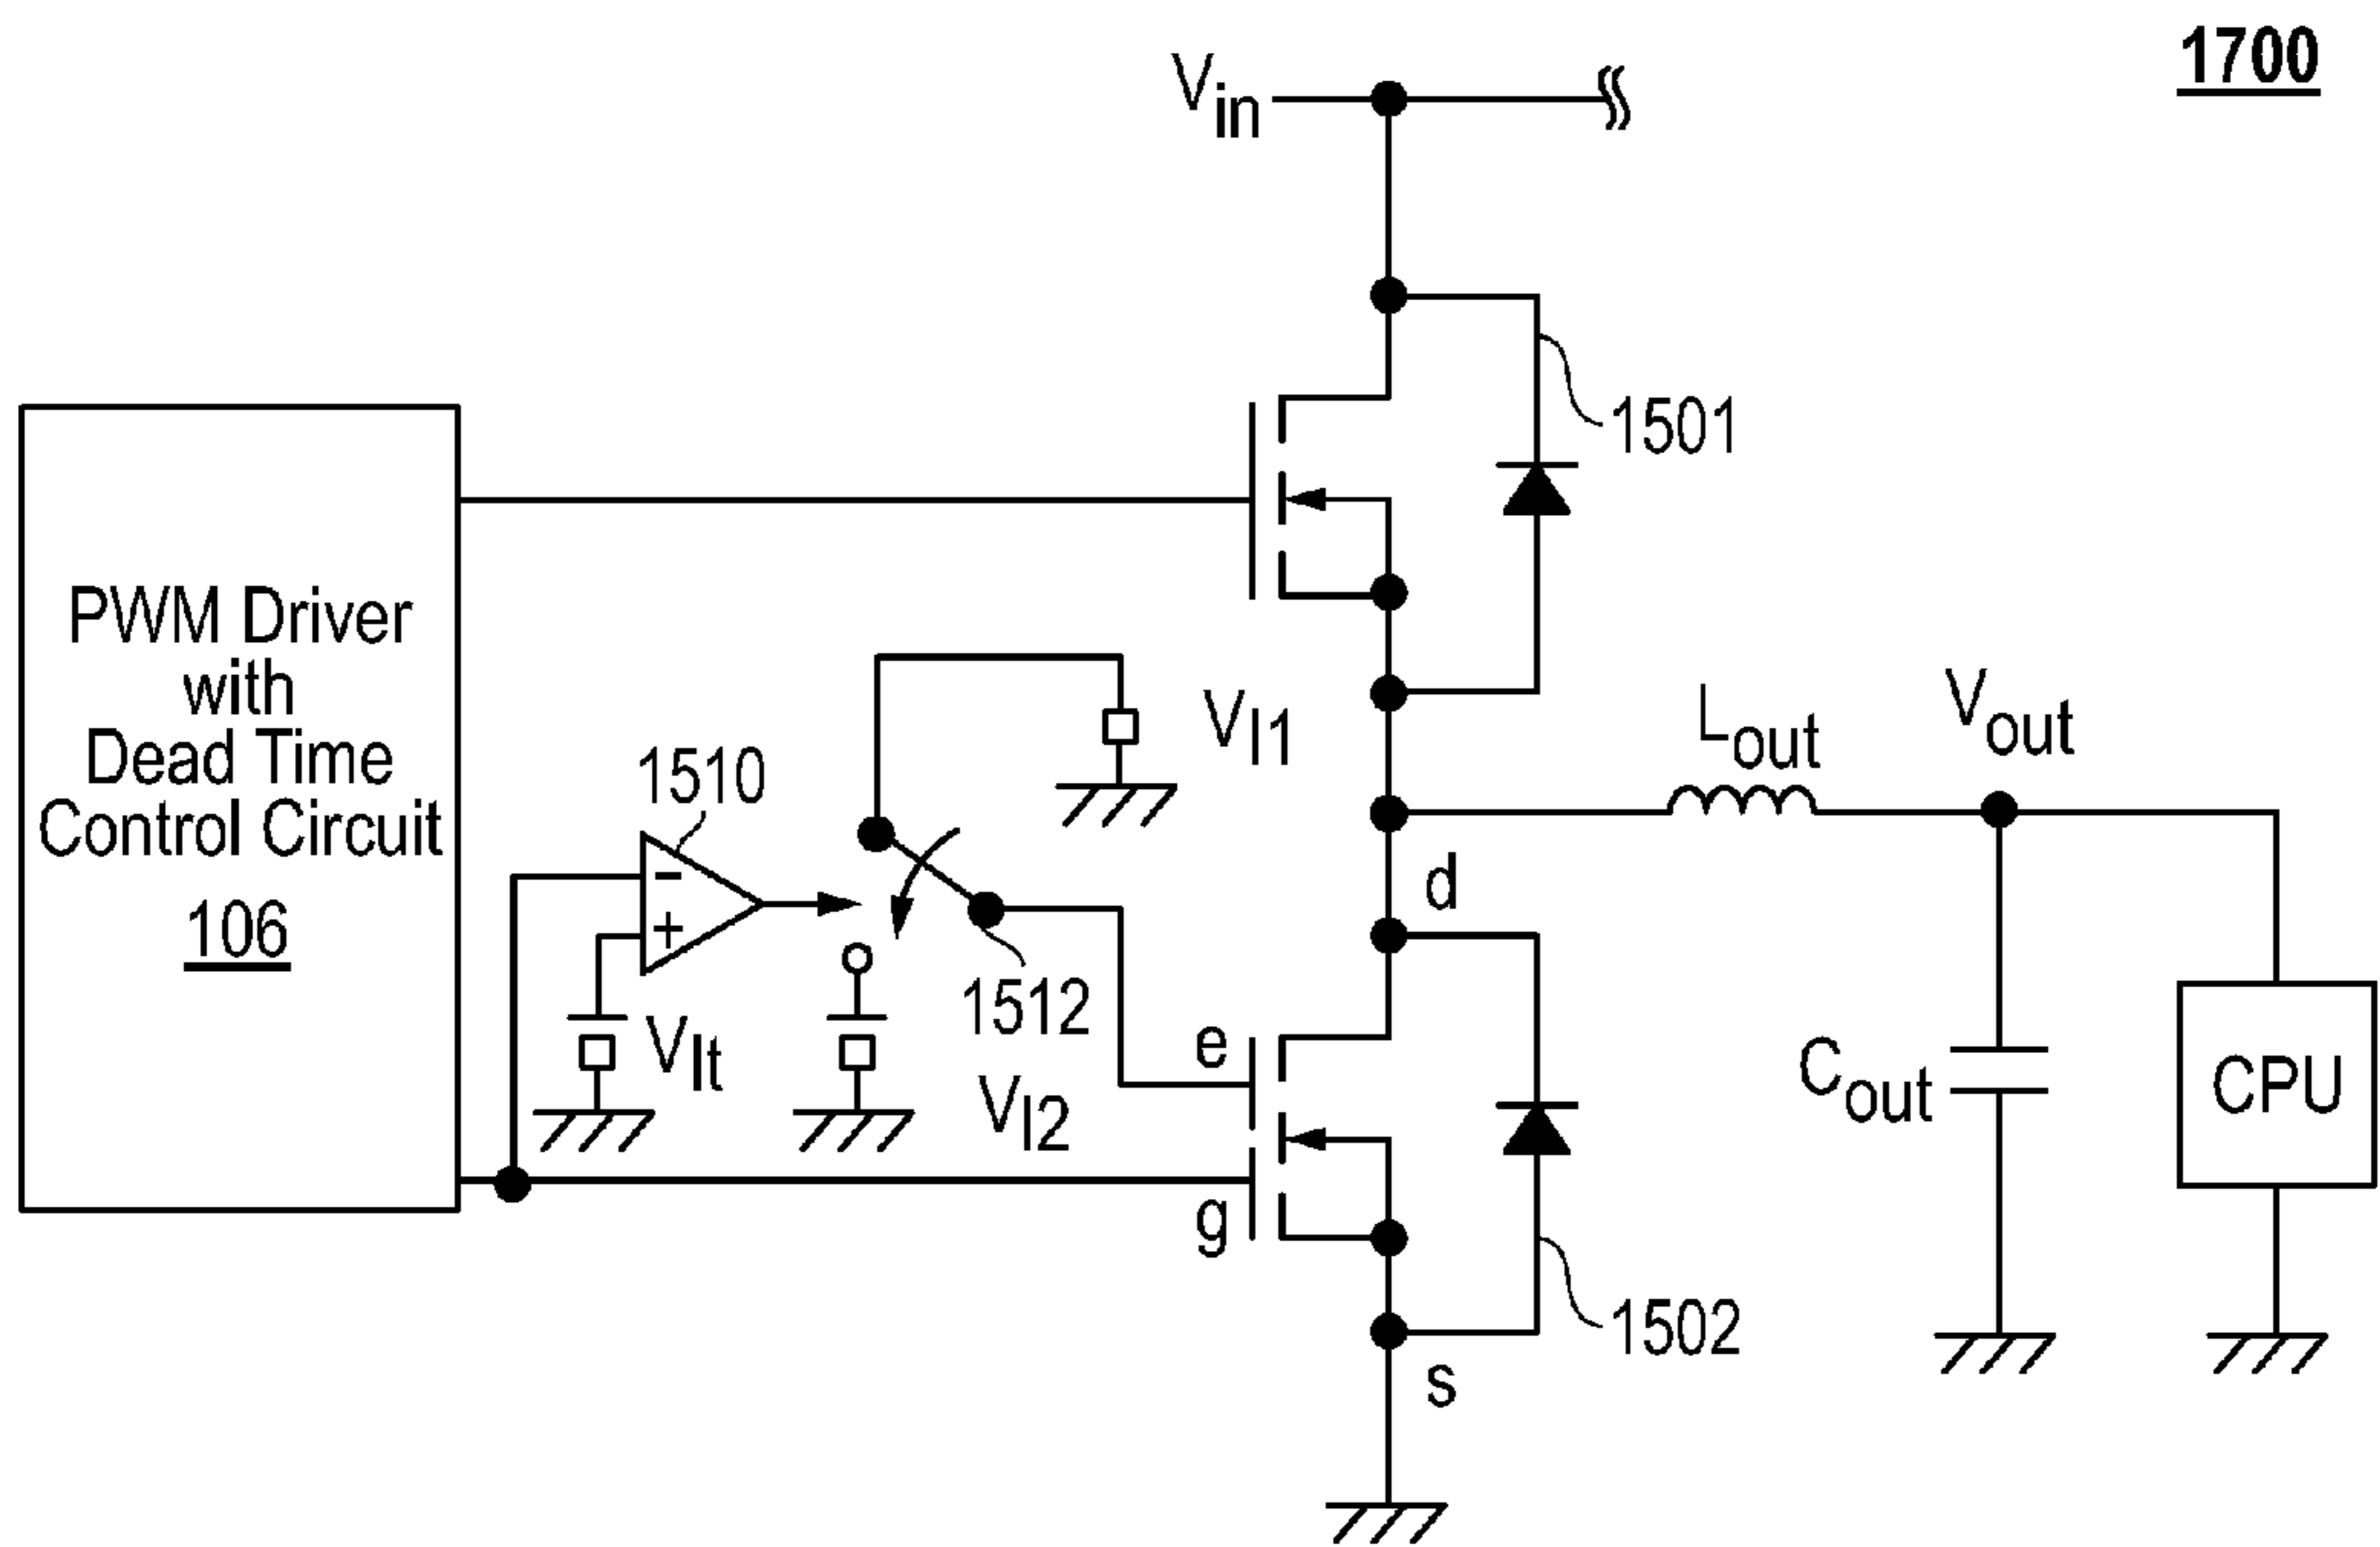 1700
Vin
1501
PWM Driver
with
Dead Time
Control Circuit
106
1510
- 
+
VI1
Lout
Vout
d
1512
VIt
VI2
e
g
Cout
CPU
1502
s